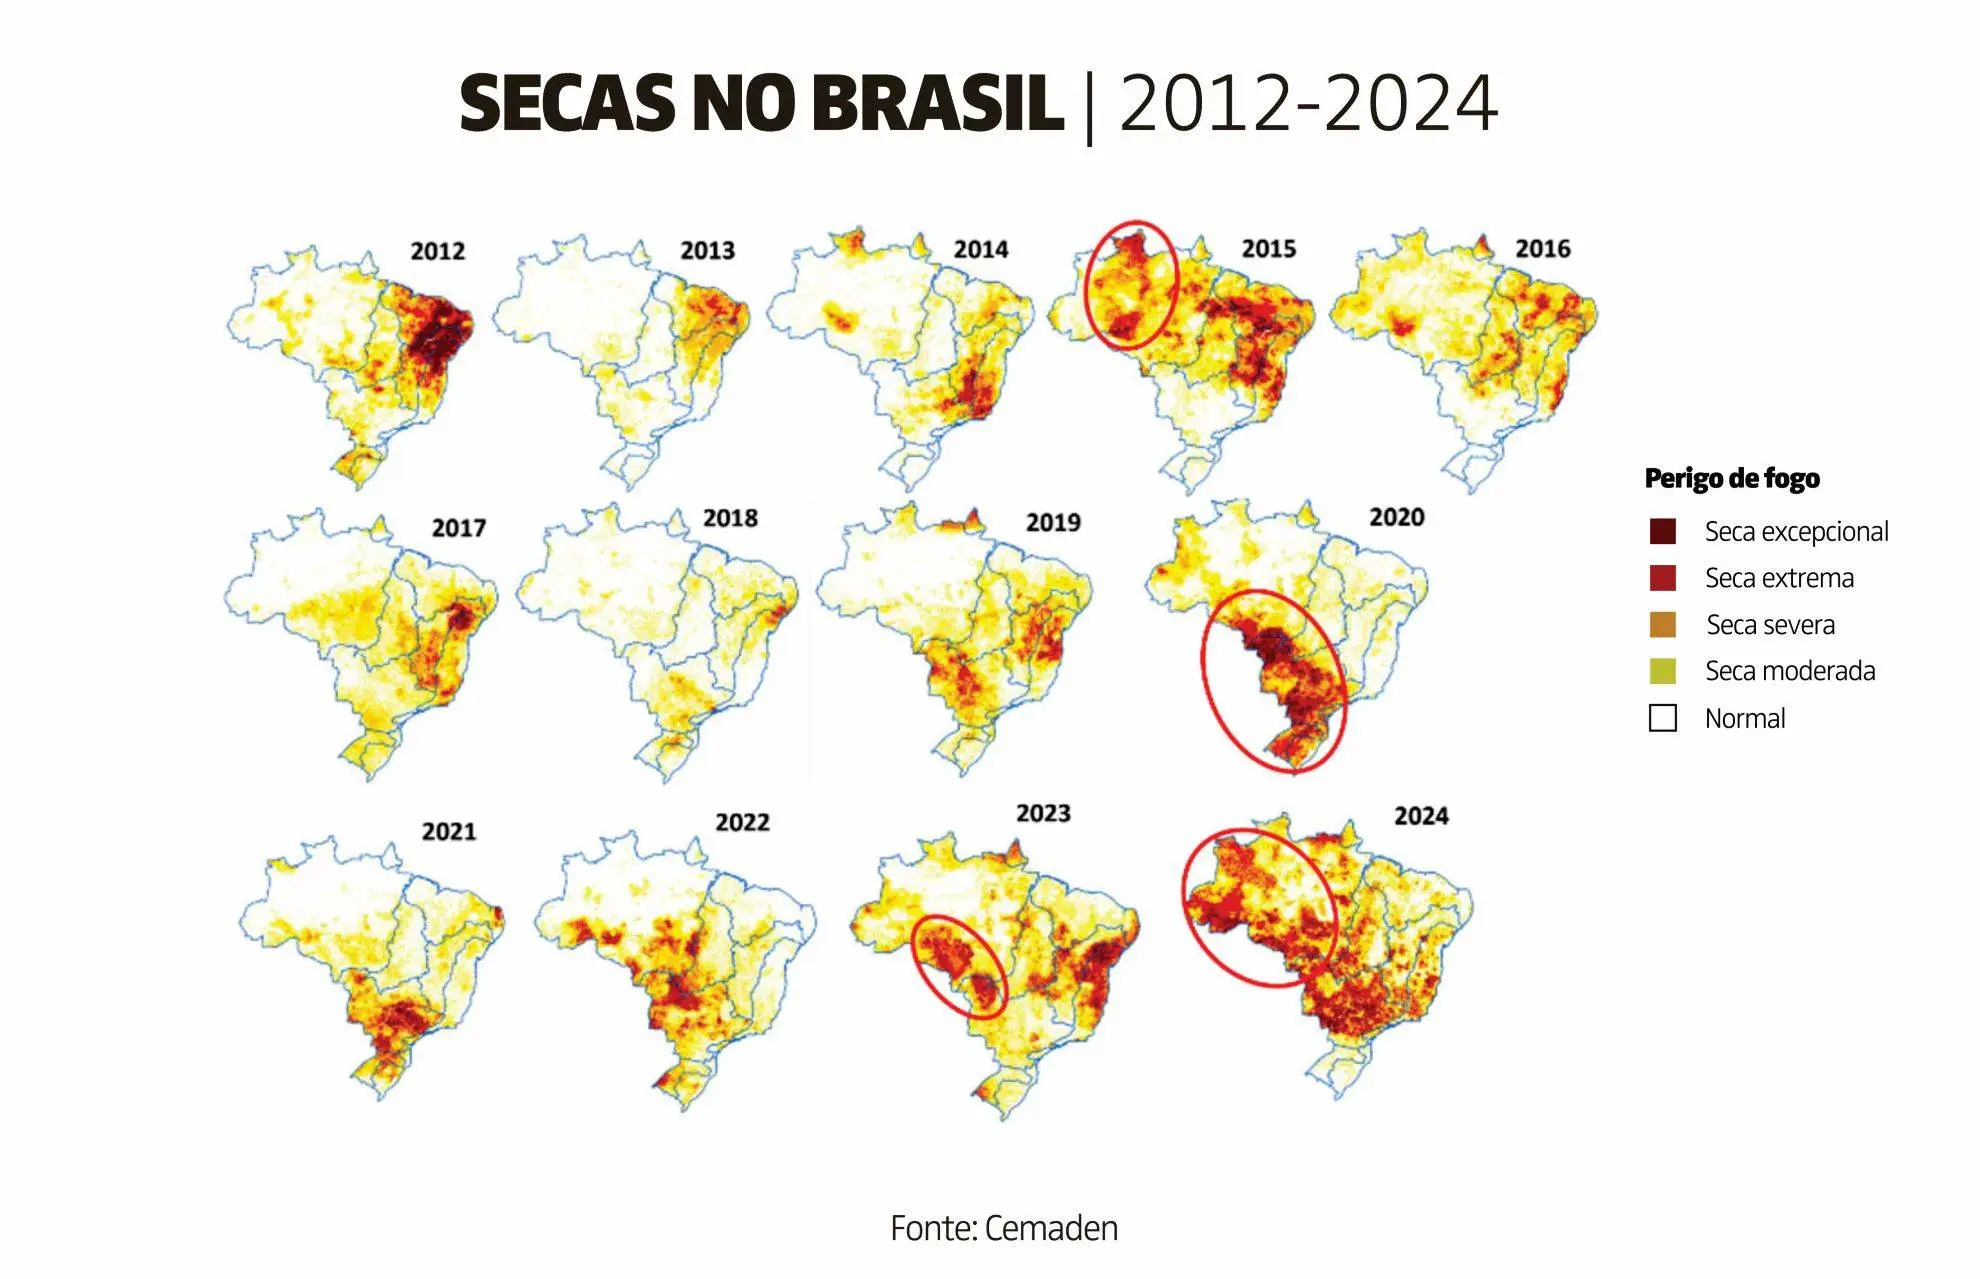 SECAS NO BRASIL | 2012-2024
2012
2013
2014
2015
2016
2017
2018
2019
2020
2021
2022
2023
2024
Perigo de fogo
Seca excepcional
Seca extrema
Seca severa
Seca moderada
Normal
Fonte: Cemaden